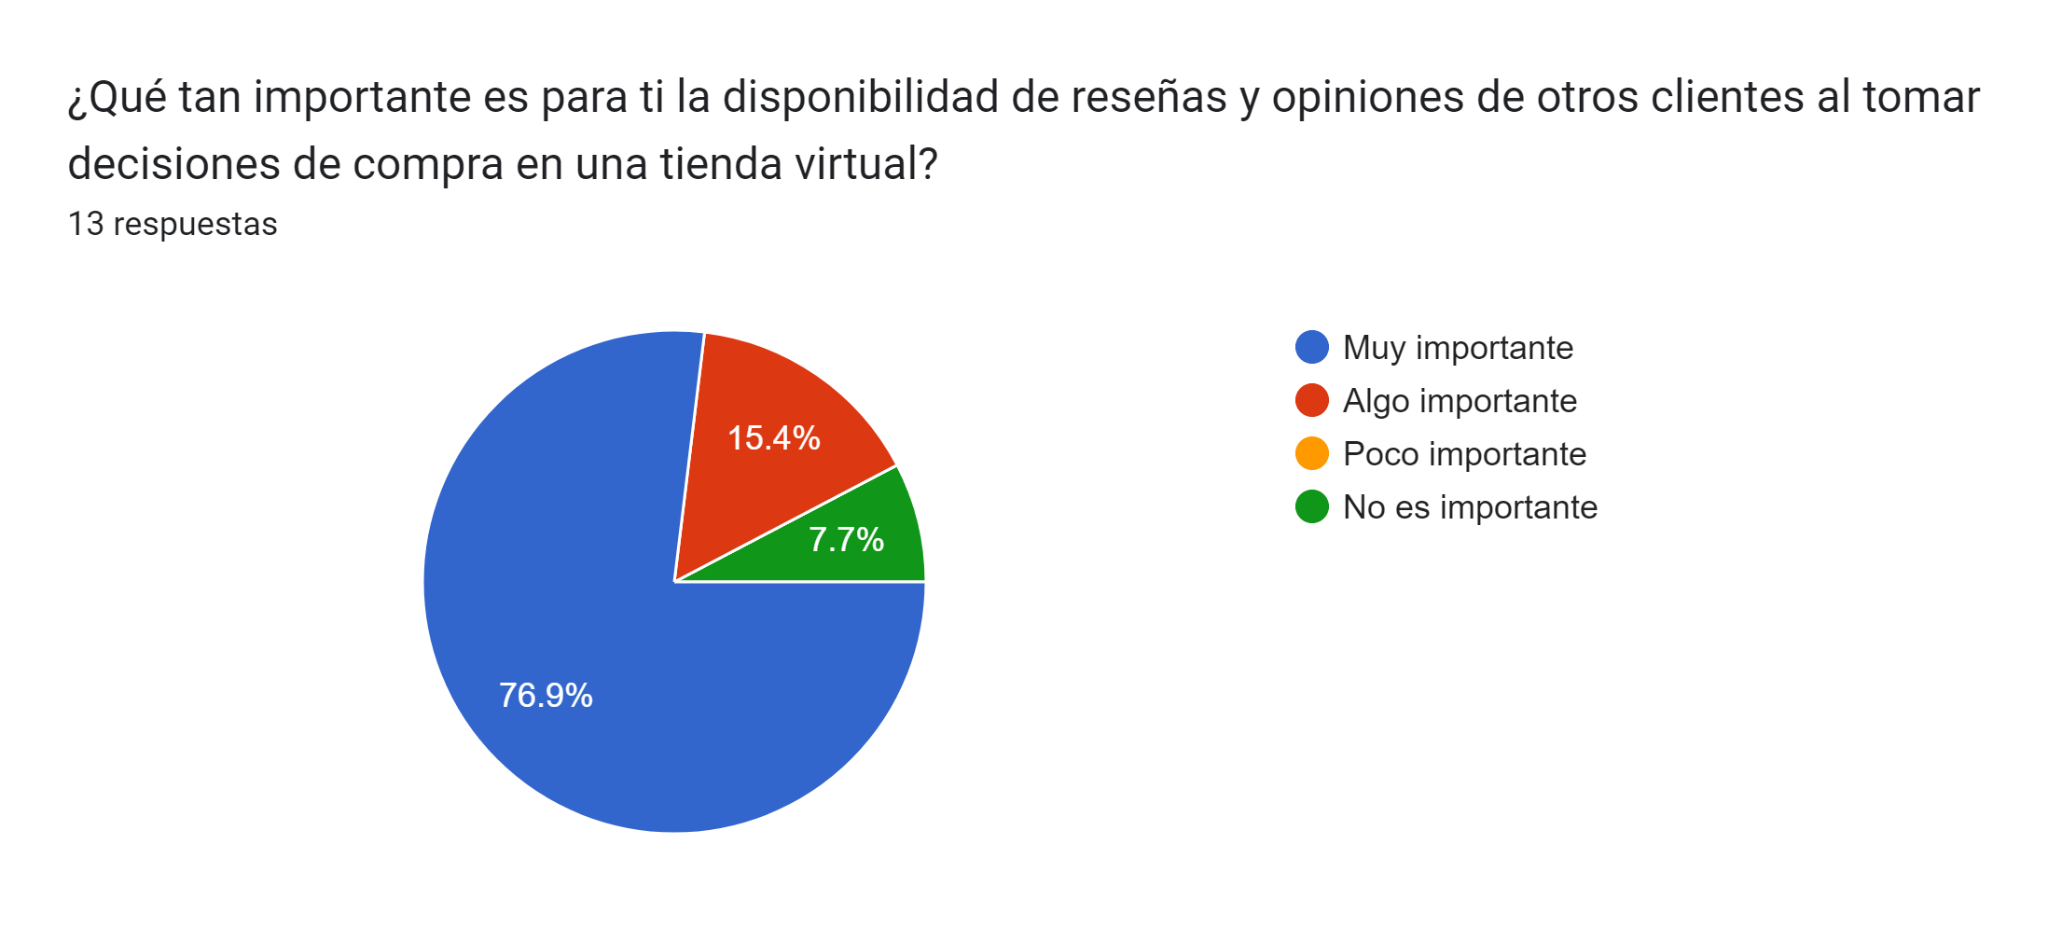 ¿Qué tan importante es para ti la disponibilidad de reseñas y opiniones de otros clientes al tomar
decisiones de compra en una tienda virtual?
13 respuestas
15.4%
7.7%
76.9%
Muy importante
Algo importante
Poco importante
No es importante